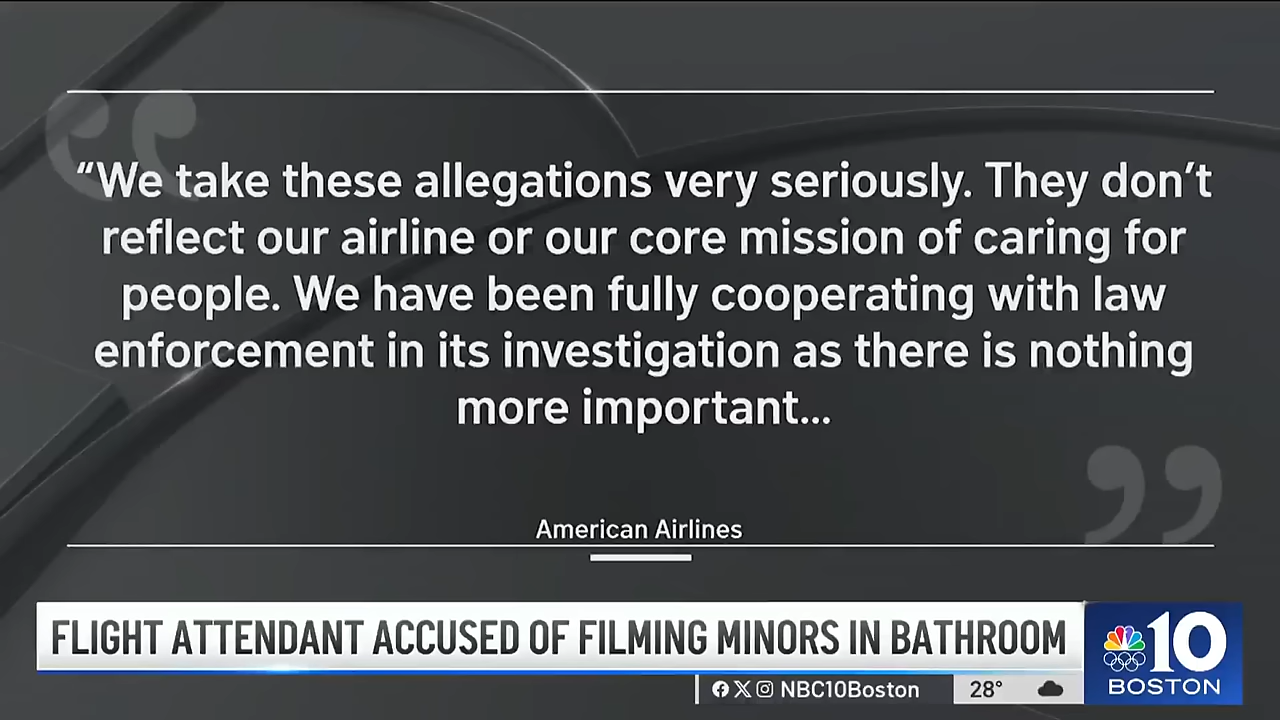 “We take these allegations very seriously. They don’t
reflect our airline or our core mission of caring for
people. We have been fully cooperating with law
enforcement in its investigation as there is nothing
more important...
American Airlines
FLIGHT ATTENDANT ACCUSED OF FILMING MINORS IN BATHROOM
10
BOSTON
NBC10Boston
28°